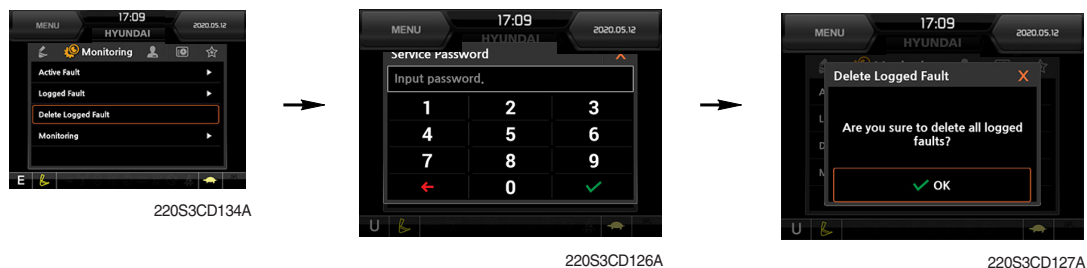 MENU
17:09
HYUNDAI
2020.05.12
Monitoring
Active Fault
Logged Fault
Delete Logged Fault
Monitoring
E
220S3CD134A
MENU
17:09
HYUNDAI
2020.05.12
Service Password
X
Input password.
1 2 3
4 5 6
7 8 9
0
U
220S3CD126A
MENU
17:09
HYUNDAI
2020.05.12
Delete Logged Fault X
A
L
D
M
Are you sure to delete all logged
faults?
OK
U
220S3CD127A